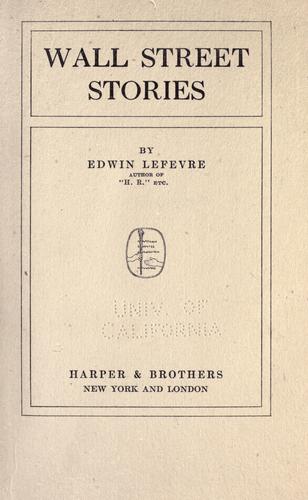 WALL STREET
STORIES
BY
EDWIN LEFEVRE
AUTHOR OF
"H. R." ETC.
UNIV. OF
CALIFORNIA
HARPER & BROTHERS
NEW YORK AND LONDON